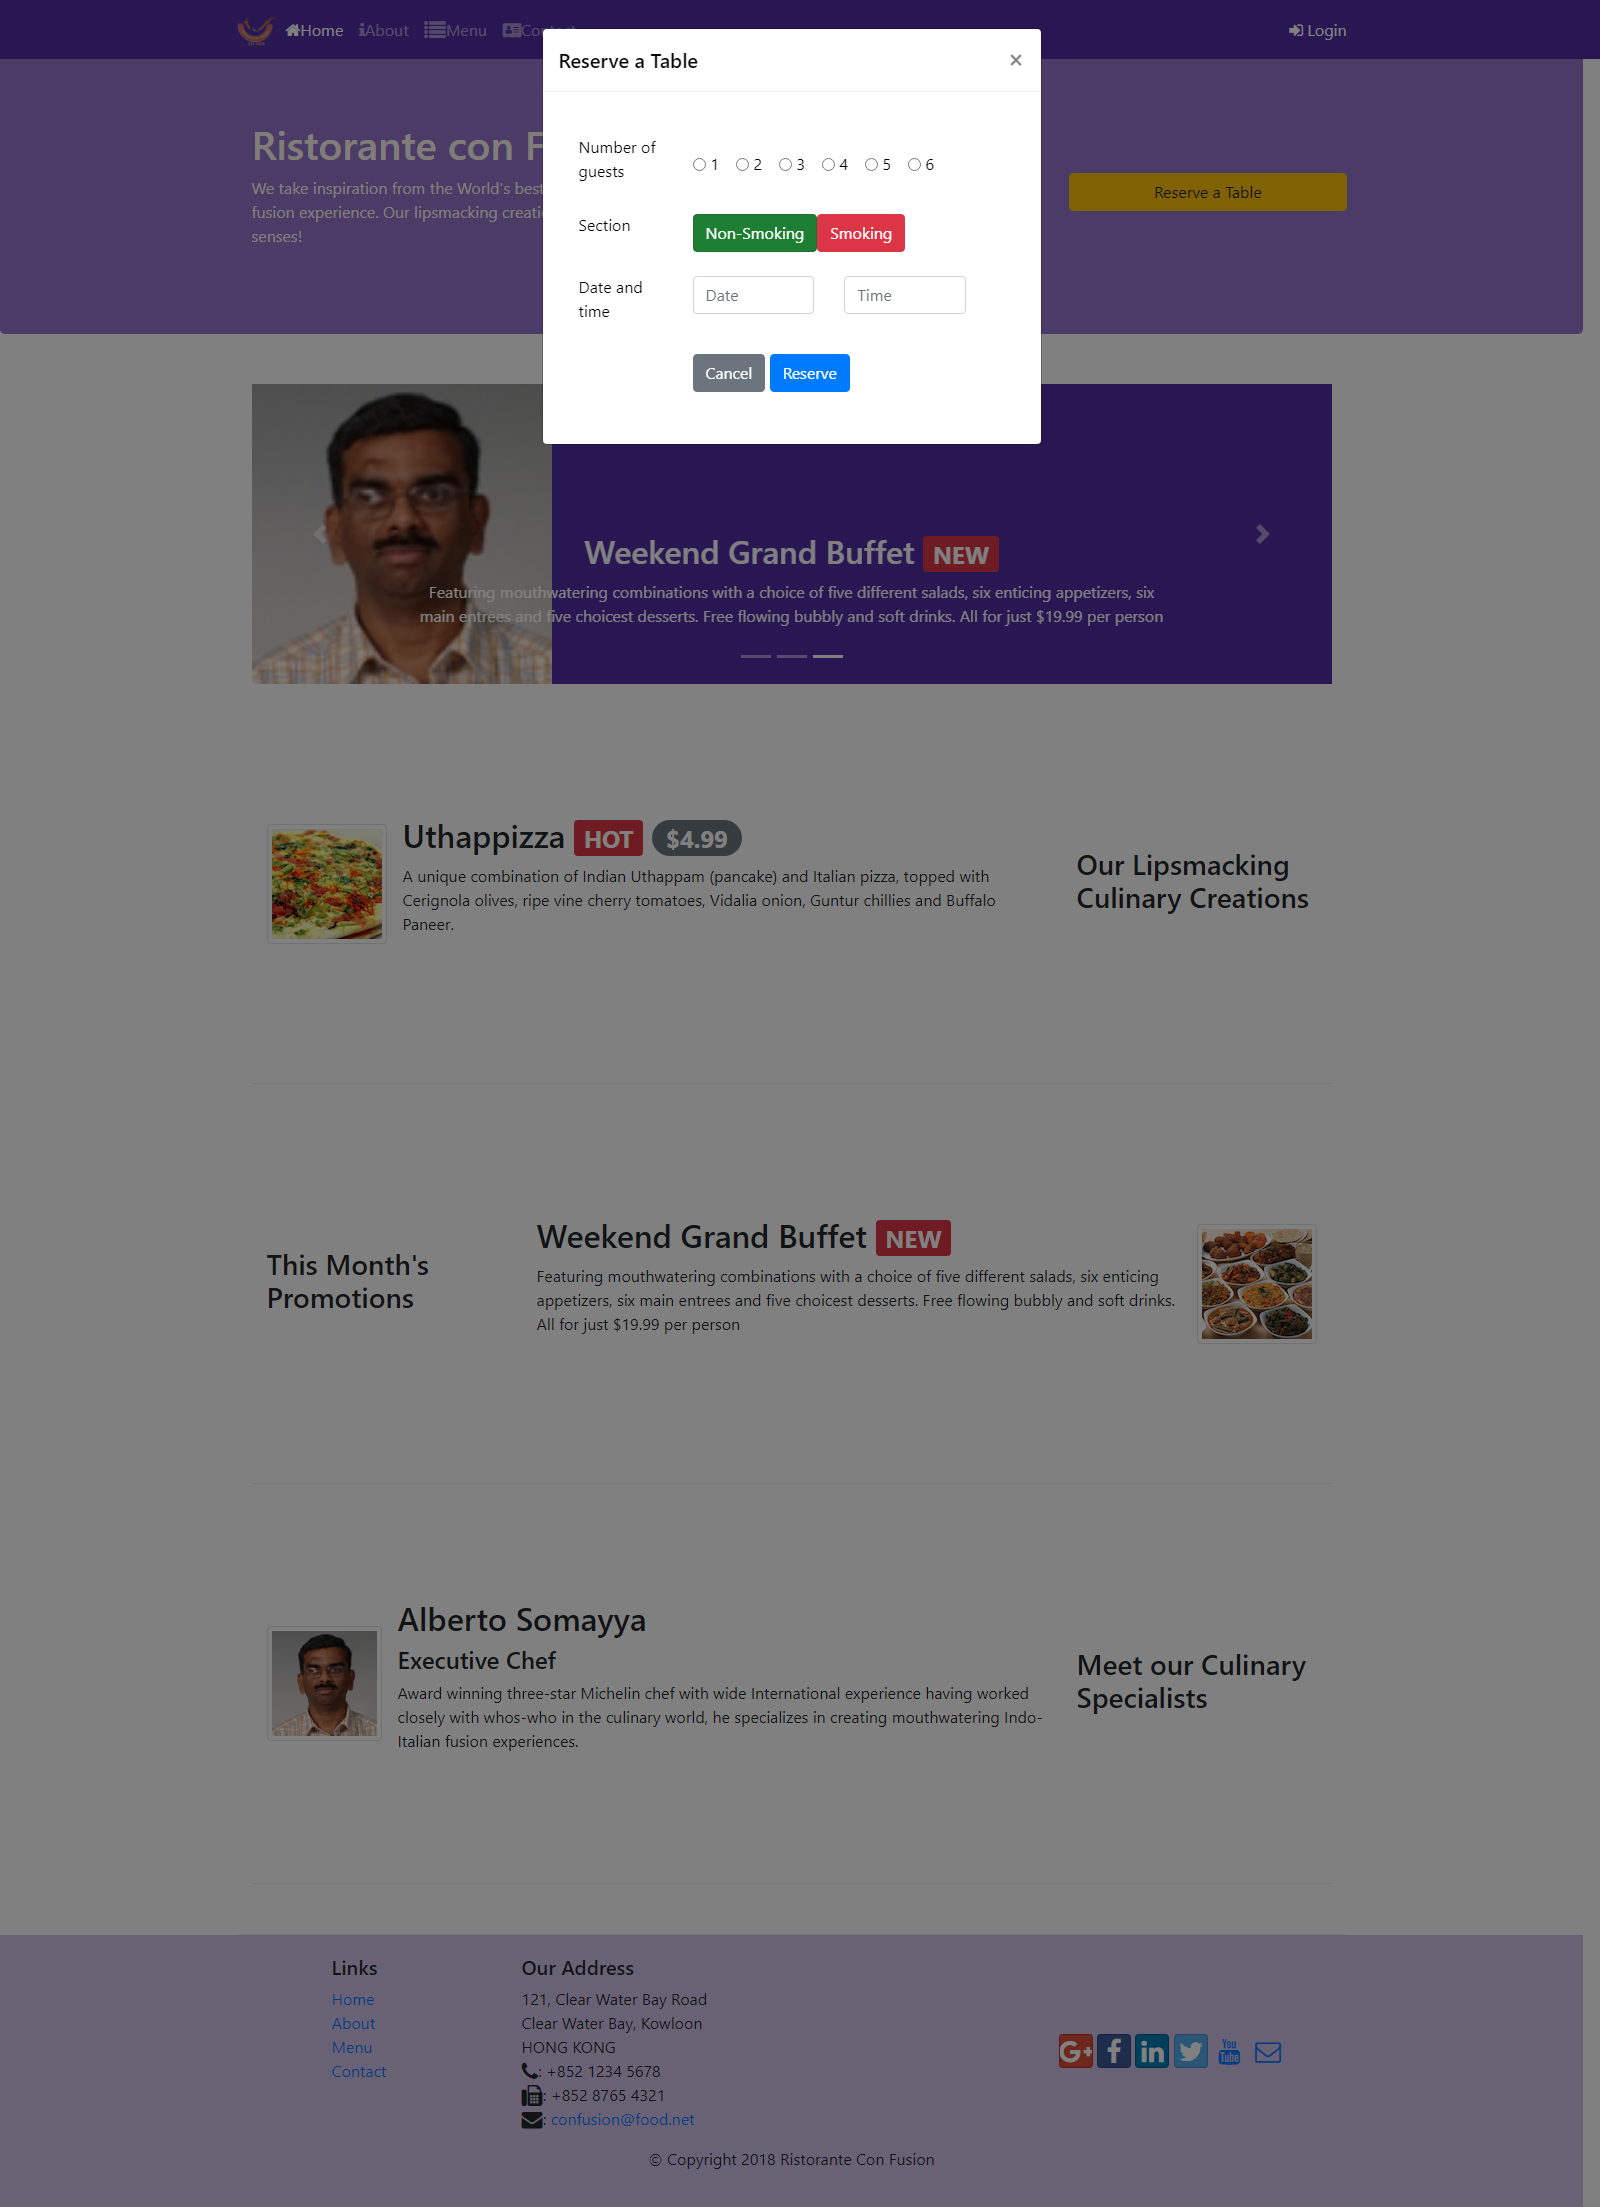 Home About Menu
Login
Reserve a Table
×
Number of
guests
1 2 3 4 5 6
Section
Non-Smoking Smoking
Date and
time
Date Time
Cancel Reserve
Ristorante con
We take inspiration from the World's best
fusion experience. Our lipsmacking
senses!
Reserve a Table
Weekend Grand Buffet NEW
Featuring mouthwatering combinations with a choice of five different salads, six enticing appetizers, six
main entrees and five choicest desserts. Free flowing bubbly and soft drinks. All for just $19.99 per person
Uthappizza HOT $4.99
A unique combination of Indian Uthappam (pancake) and Italian pizza, topped with
Cerignola olives, ripe vine cherry tomatoes, Vidalia onion, Guntur chillies and Buffalo
Paneer.
Our Lipsmacking
Culinary Creations
This Month's
Promotions
Weekend Grand Buffet NEW
Featuring mouthwatering combinations with a choice of five different salads, six enticing
appetizers, six main entrees and five choicest desserts. Free flowing bubbly and soft drinks.
All for just $19.99 per person
Alberto Somayya
Executive Chef
Award winning three-star Michelin chef with wide International experience having worked
closely with whos-who in the culinary world, he specializes in creating mouthwatering Indo-
Italian fusion experiences.
Meet our Culinary
Specialists
Links
Home
About
Menu
Contact
Our Address
121, Clear Water Bay Road
Clear Water Bay, Kowloon
HONG KONG
: +852 1234 5678
: +852 8765 4321
: confusion@food.net
G+ f in You Tube
© Copyright 2018 Ristorante Con Fusion